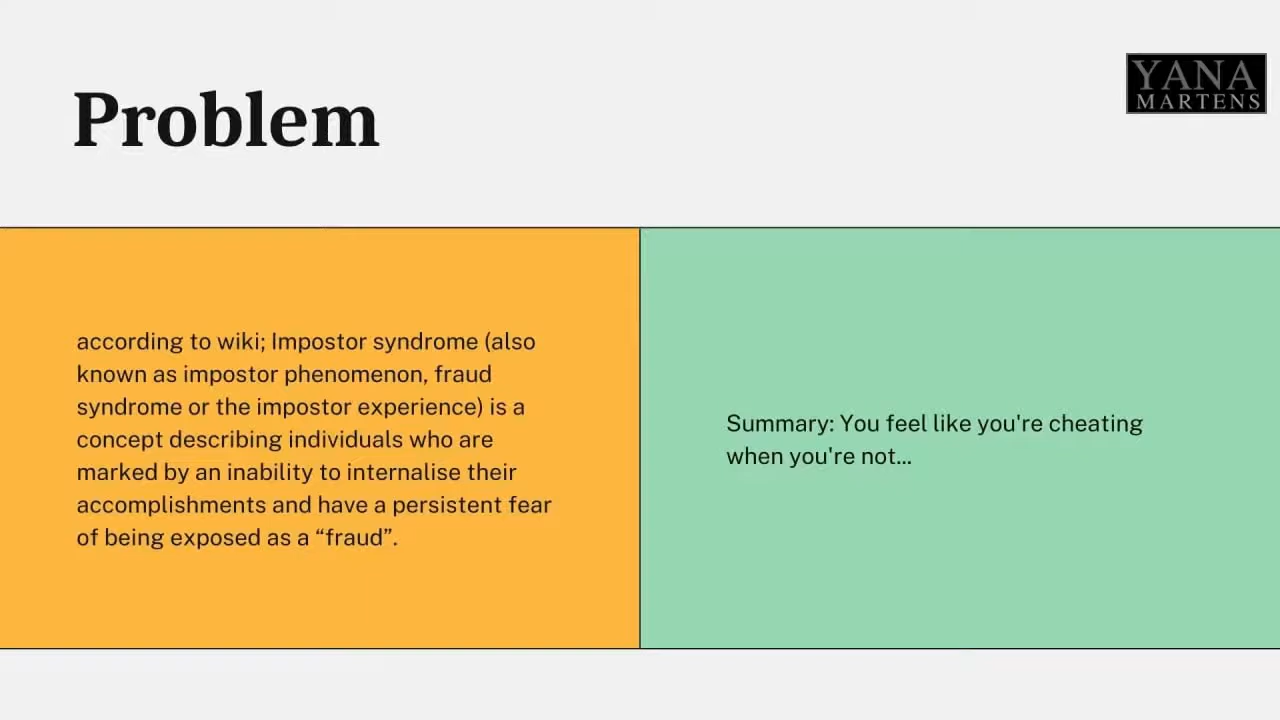 Problem
YANA
MARTENS
according to wiki; Impostor syndrome (also
known as impostor phenomenon, fraud
syndrome or the impostor experience) is a
concept describing individuals who are
marked by an inability to internalise their
accomplishments and have a persistent fear
of being exposed as a “fraud”.
Summary: You feel like you're cheating
when you're not...